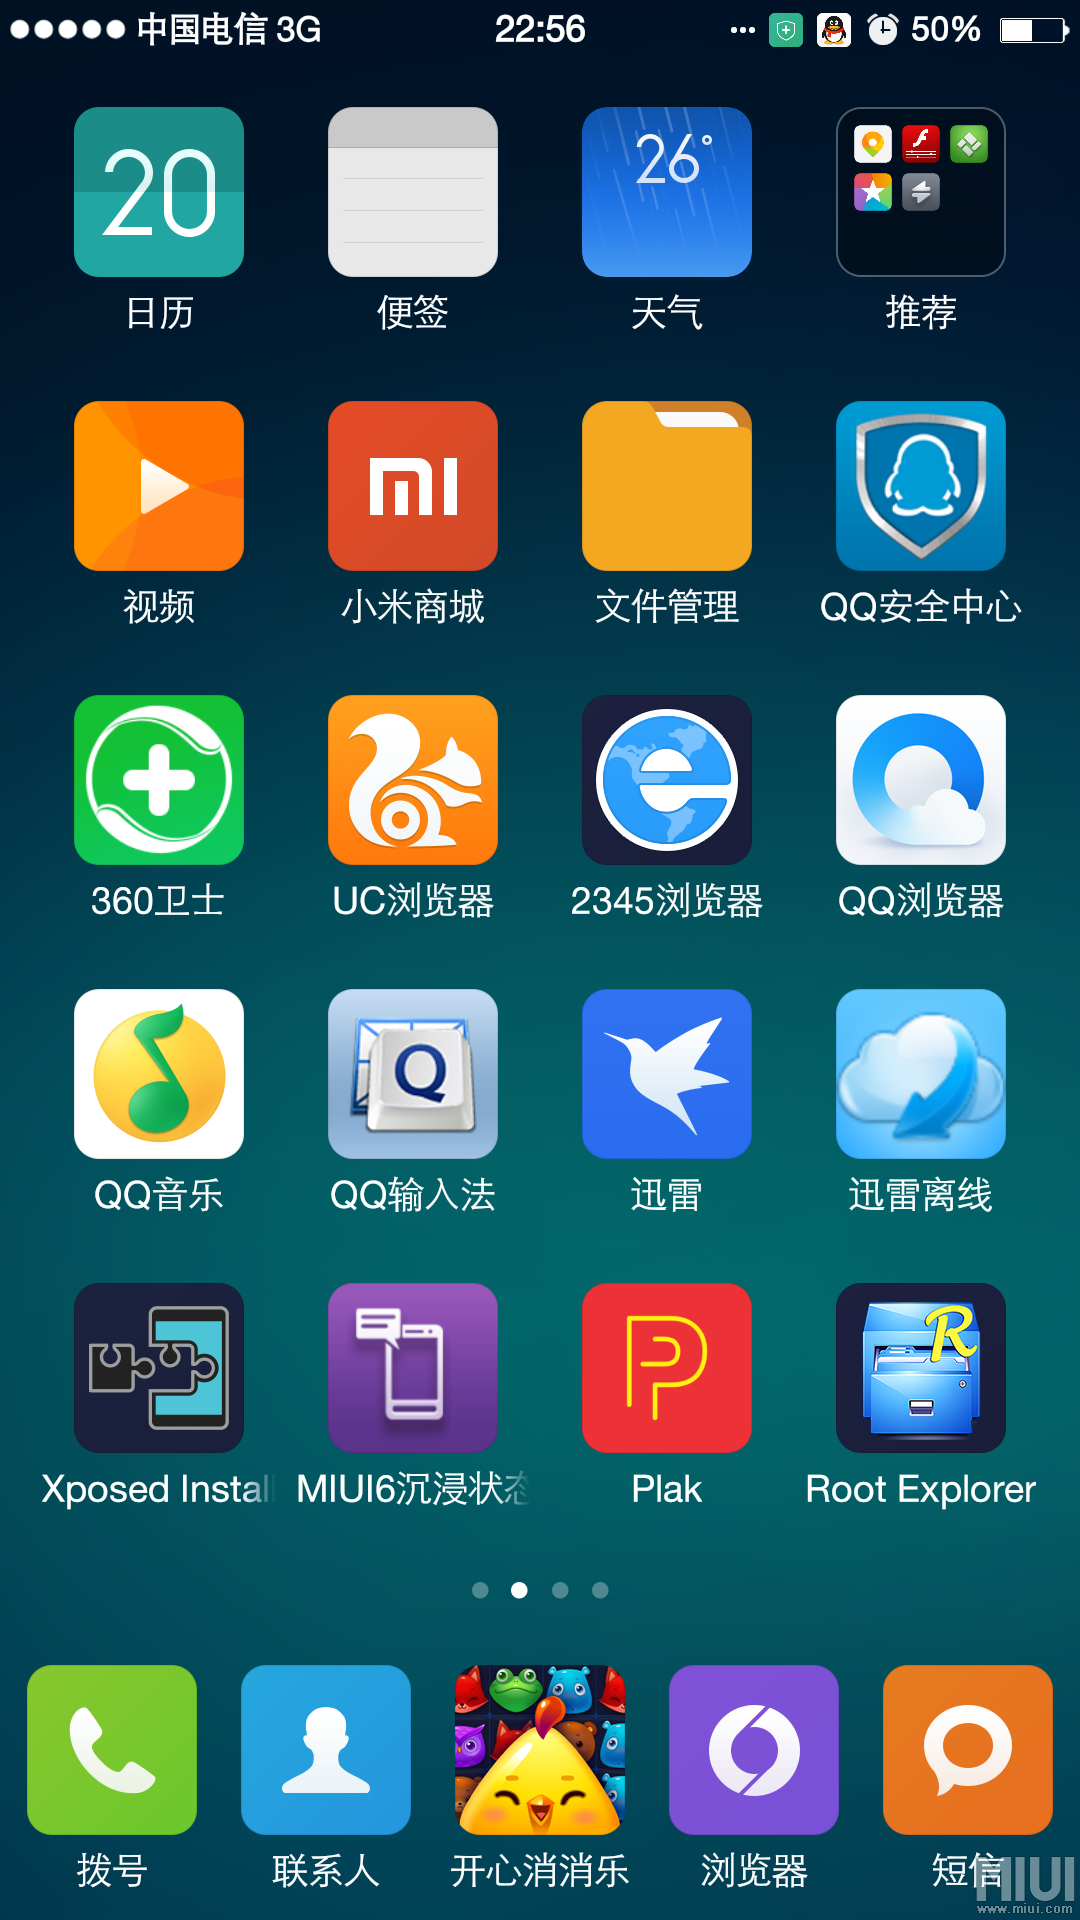 中国电信 3G 22:56 50%
20 26°
日历 便签 天气 推荐
视频 小米商城 文件管理 QQ安全中心
360卫士 UC浏览器 2345浏览器 QQ浏览器
Q
QQ音乐 QQ输入法 迅雷 迅雷离线
R
Xposed Install MIUI6沉浸状态 Plak Root Explorer
拨号 联系人 开心消消乐 浏览器 短信
MIUI
www.miui.com